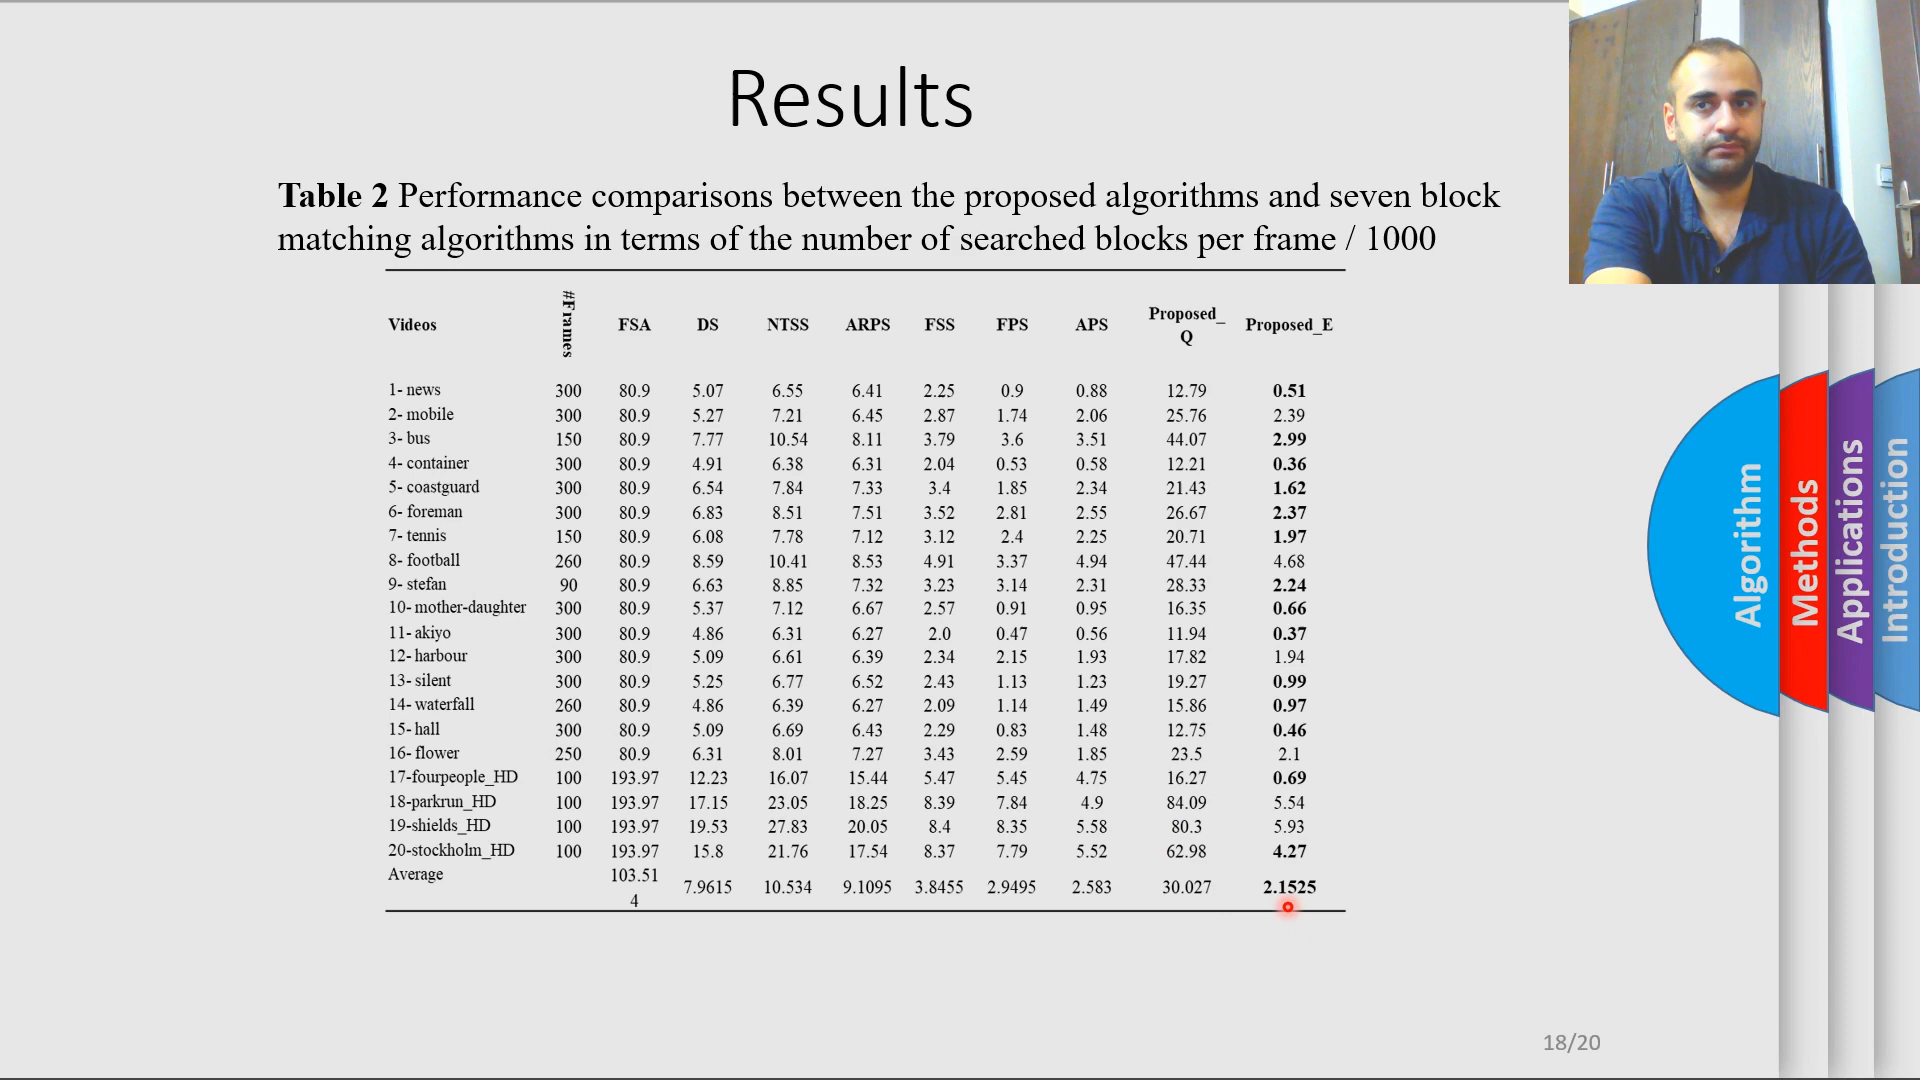 Results
Table 2 Performance comparisons between the proposed algorithms and seven block
matching algorithms in terms of the number of searched blocks per frame / 1000
Videos #Frames FSA DS NTSS ARPS FSS FPS APS Proposed_Q Proposed_E
1- news 300 80.9 5.07 6.55 6.41 2.25 0.9 0.88 12.79 0.51
2- mobile 300 80.9 5.27 7.21 6.45 2.87 1.74 2.06 25.76 2.39
3- bus 150 80.9 7.77 10.54 8.11 3.79 3.6 3.51 44.07 2.99
4- container 300 80.9 4.91 6.38 6.31 2.04 0.53 0.58 12.21 0.36
5- coastguard 300 80.9 6.54 7.84 7.33 3.4 1.85 2.34 21.43 1.62
6- foreman 300 80.9 6.83 8.51 7.51 3.52 2.81 2.55 26.67 2.37
7- tennis 150 80.9 6.08 7.78 7.12 3.12 2.4 2.25 20.71 1.97
8- football 260 80.9 8.59 10.41 8.53 4.91 3.37 4.94 47.44 4.68
9- stefan 90 80.9 6.63 8.85 7.32 3.23 3.14 2.31 28.33 2.24
10- mother-daughter 300 80.9 5.37 7.12 6.67 2.57 0.91 0.95 16.35 0.66
11- akiyo 300 80.9 4.86 6.31 6.27 2.0 0.47 0.56 11.94 0.37
12- harbour 300 80.9 5.09 6.61 6.39 2.34 2.15 1.93 17.82 1.94
13- silent 300 80.9 5.25 6.77 6.52 2.43 1.13 1.23 19.27 0.99
14- waterfall 260 80.9 4.86 6.39 6.27 2.09 1.14 1.49 15.86 0.97
15- hall 300 80.9 5.09 6.69 6.43 2.29 0.83 1.48 12.75 0.46
16- flower 250 80.9 6.31 8.01 7.27 3.43 2.59 1.85 23.5 2.1
17-fourpeople_HD 100 193.97 12.23 16.07 15.44 5.47 5.45 4.75 16.27 0.69
18-parkrun_HD 100 193.97 17.15 23.05 18.25 8.39 7.84 4.9 84.09 5.54
19-shields_HD 100 193.97 19.53 27.83 20.05 8.4 8.35 5.58 80.3 5.93
20-stockholm_HD 100 193.97 15.8 21.76 17.54 8.37 7.79 5.52 62.98 4.27
Average 103.514 7.9615 10.534 9.1095 3.8455 2.9495 2.583 30.027 2.1525
Algorithm
Methods
Applications
Introduction
18/20